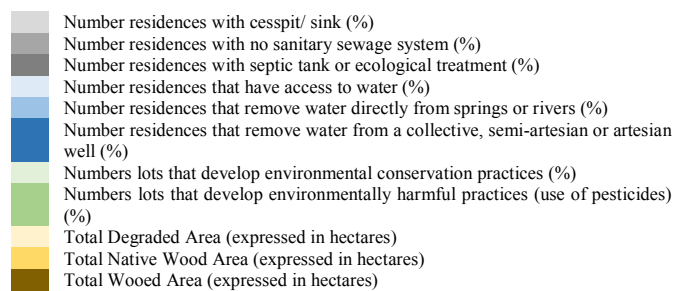 Number residences with cesspit/ sink (%)
Number residences with no sanitary sewage system (%)
Number residences with septic tank or ecological treatment (%)
Number residences that have access to water (%)
Number residences that remove water directly from springs or rivers (%)
Number residences that remove water from a collective, semi-artesian or artesian
well (%)
Numbers lots that develop environmental conservation practices (%)
Numbers lots that develop environmentally harmful practices (use of pesticides)
(%)
Total Degraded Area (expressed in hectares)
Total Native Wood Area (expressed in hectares)
Total Wooed Area (expressed in hectares)